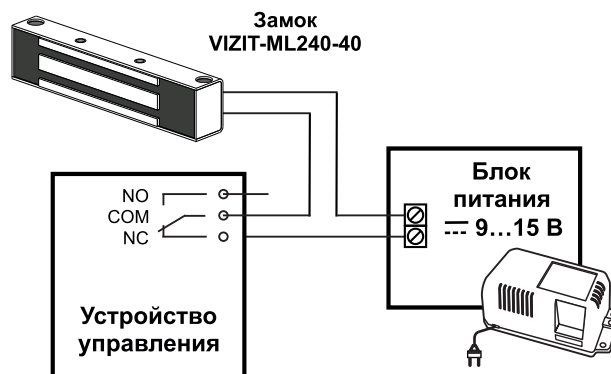 Замок
VIZIT-ML240-40
NO
COM
NC
Устройство
управления
Блок
питания
9...15 В